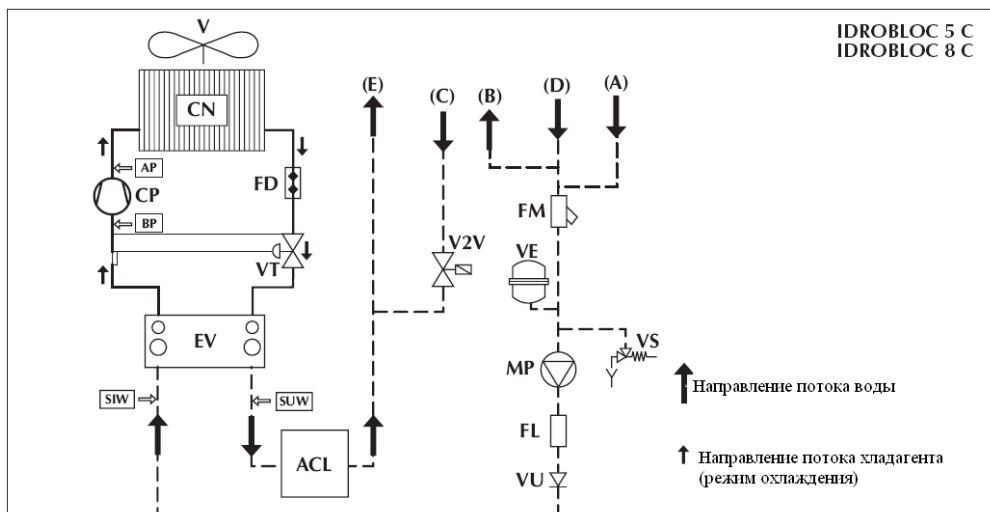 IDROBLOC 5 C
IDROBLOC 8 C
V
CN
(E)
(C)
(B)
(D)
(A)
AP
CP
FD
BP
FM
V2V
VE
VT
EV
VS
MP
Направление потока воды
SIW
SUW
FL
ACL
VU
Направление потока хладагента
(режим охлаждения)